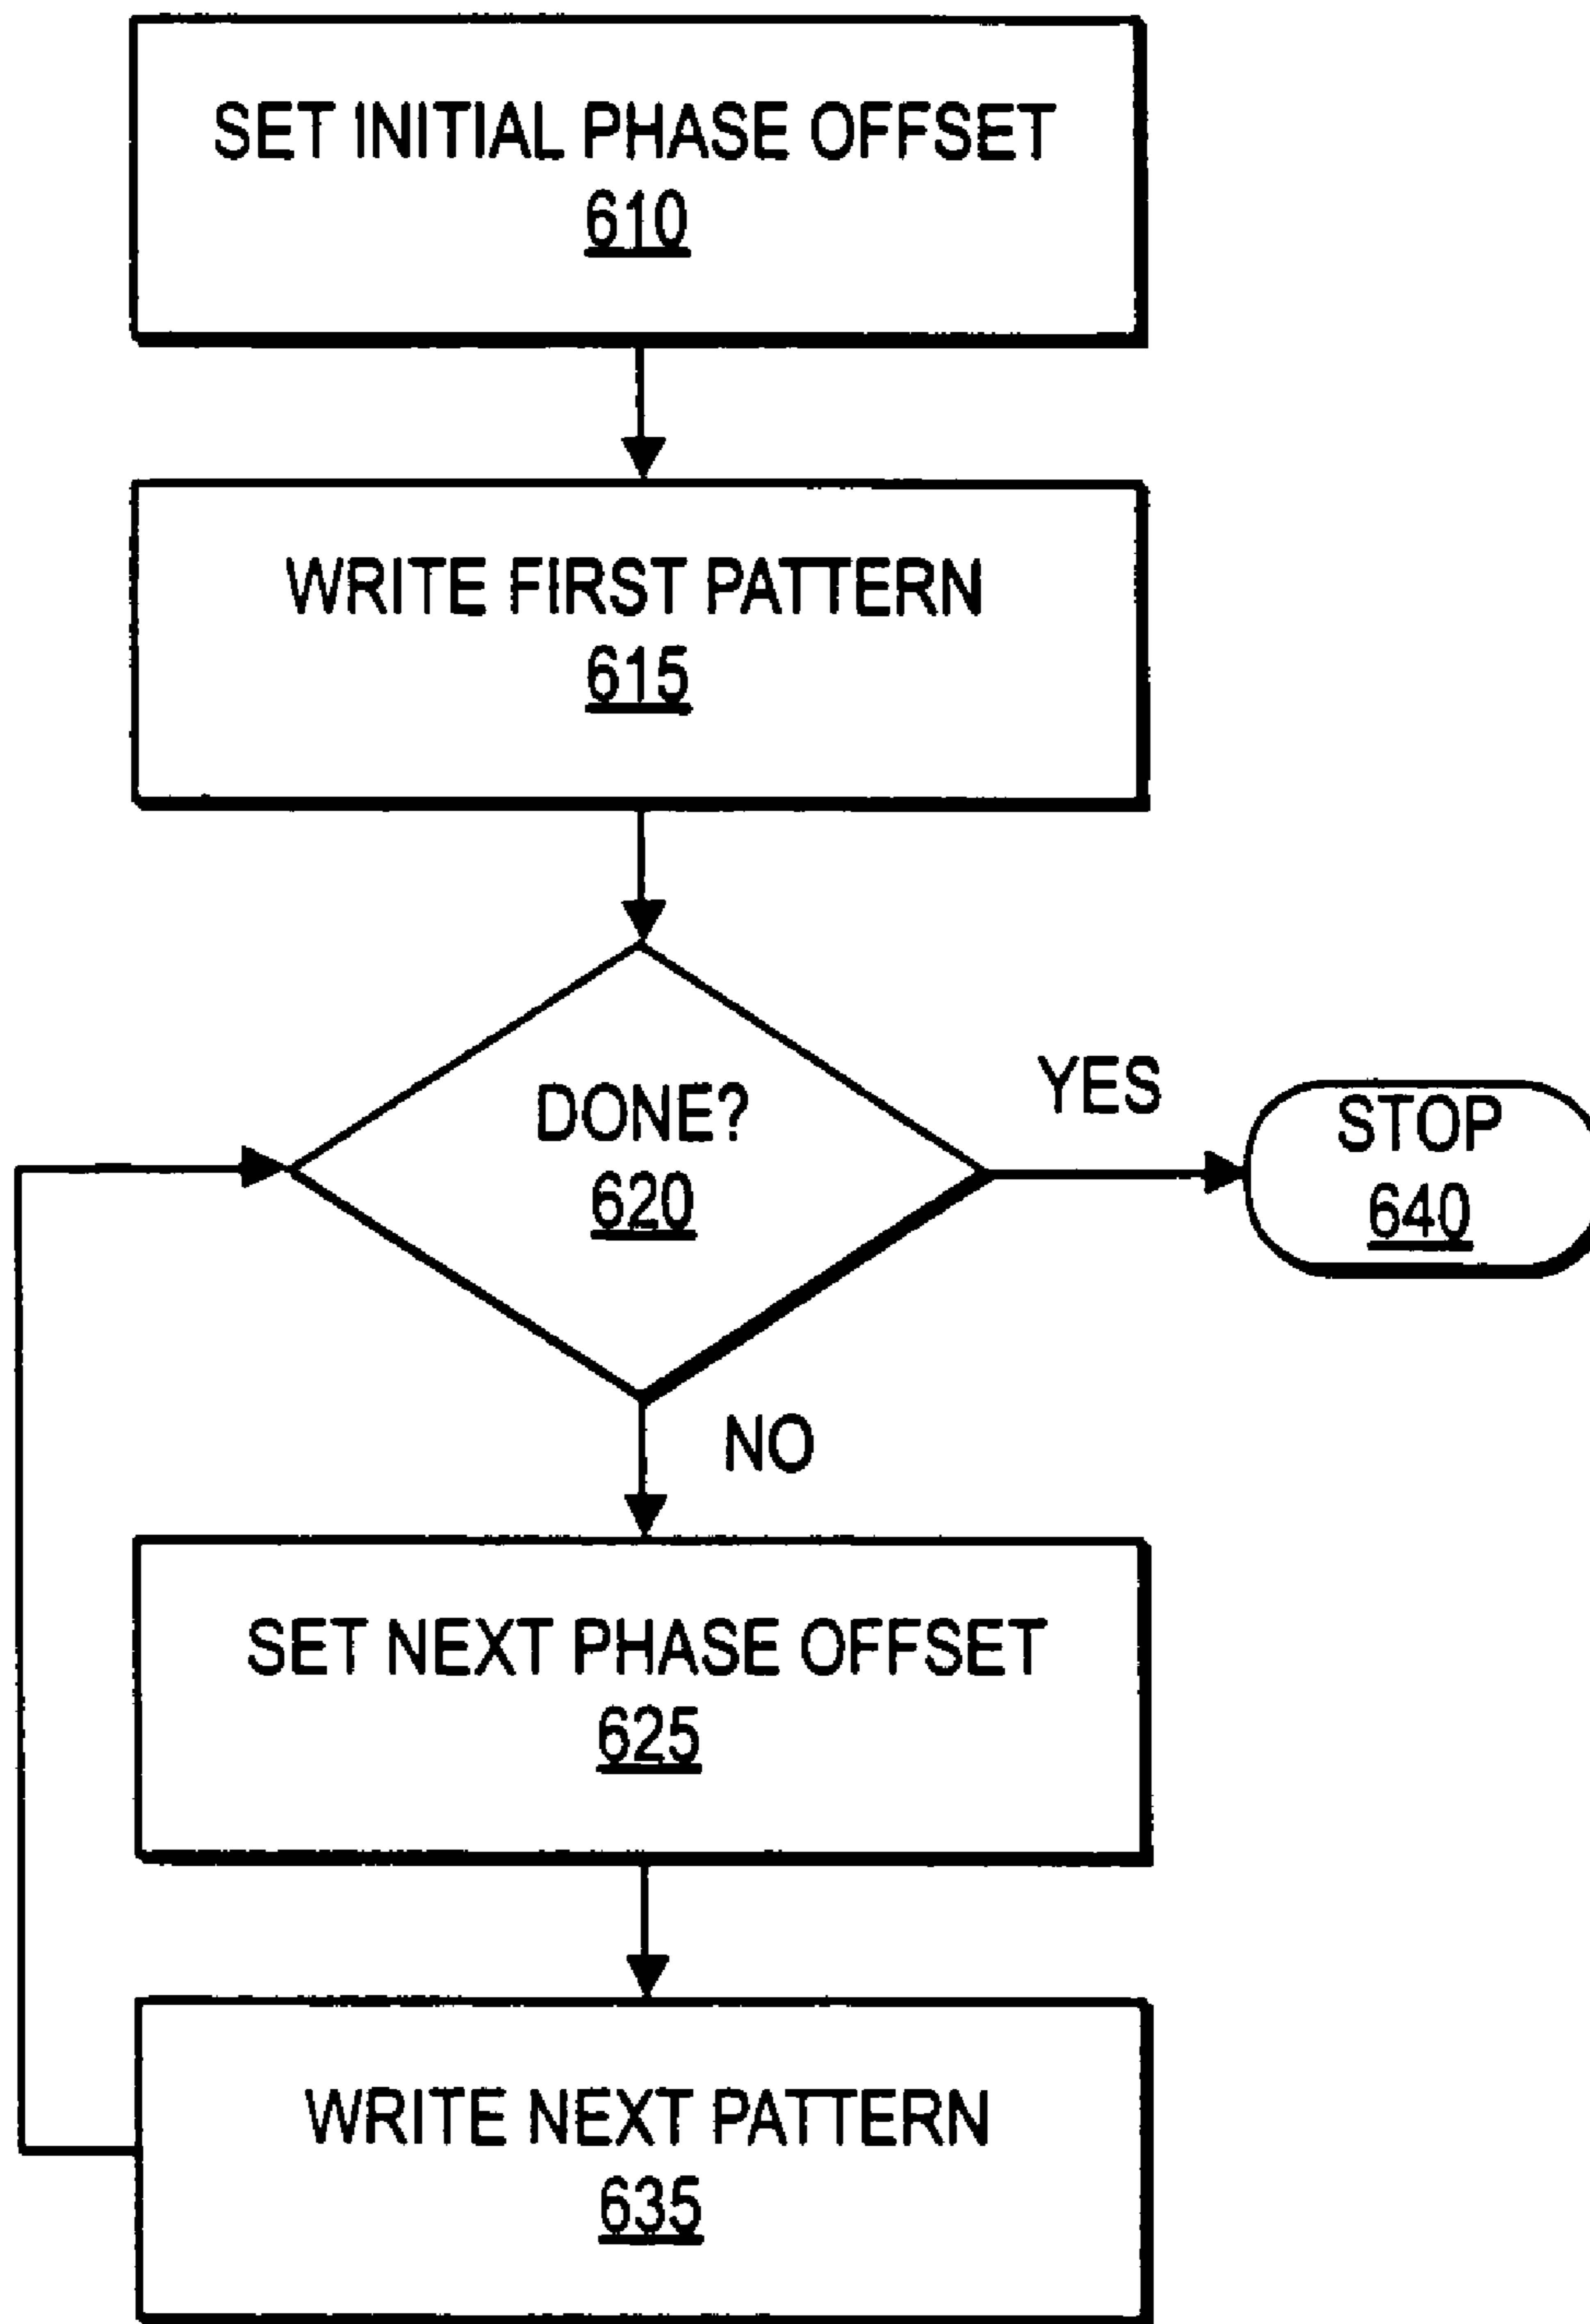 SET INITIAL PHASE OFFSET
610
WRITE FIRST PATTERN
615
DONE?
620
YES
STOP
640
NO
SET NEXT PHASE OFFSET
625
WRITE NEXT PATTERN
635